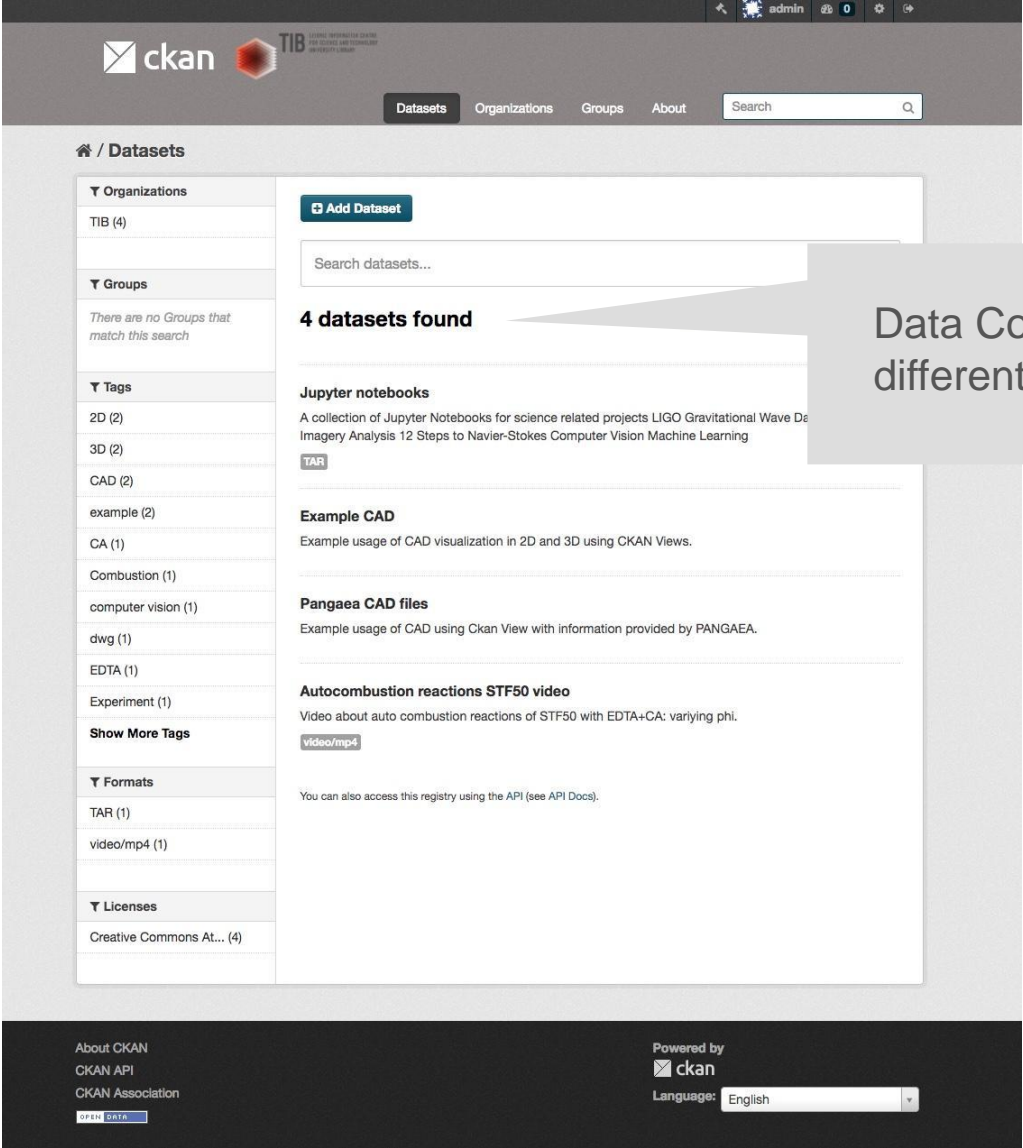 admin 0
ckan TIB
Datasets Organizations Groups About Search
/ Datasets
Organizations
TIB (4)
Groups
There are no Groups that
match this search
Tags
2D (2)
3D (2)
CAD (2)
example (2)
CA (1)
Combustion (1)
computer vision (1)
dwg (1)
EDTA (1)
Experiment (1)
Show More Tags
Formats
TAR (1)
video/mp4 (1)
Licenses
Creative Commons At... (4)
Add Dataset
Search datasets...
4 datasets found
Data Co
different
Jupyter notebooks
A collection of Jupyter Notebooks for science related projects LIGO Gravitational Wave Da
Imagery Analysis 12 Steps to Navier-Stokes Computer Vision Machine Learning
TAR
Example CAD
Example usage of CAD visualization in 2D and 3D using CKAN Views.
Pangaea CAD files
Example usage of CAD using Ckan View with information provided by PANGAEA.
Autocombustion reactions STF50 video
Video about auto combustion reactions of STF50 with EDTA+CA: variying phi.
video/mp4
You can also access this registry using the API (see API Docs).
About CKAN
CKAN API
CKAN Association
OPEN DATA
Powered by
ckan
Language: English